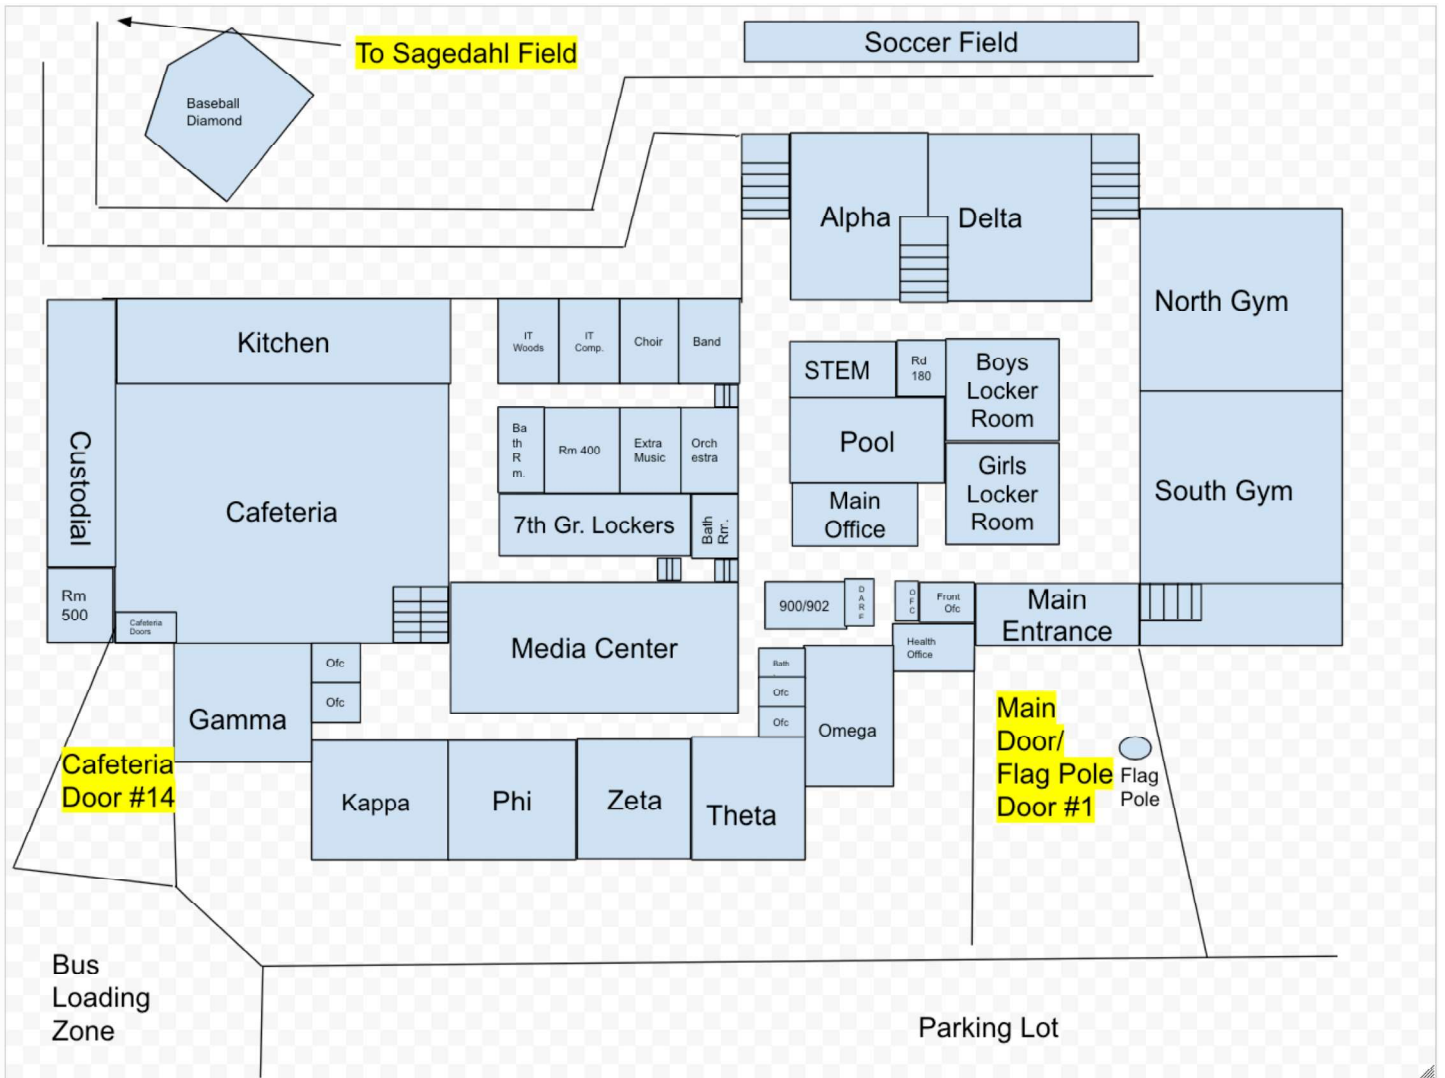 To Sagedahl Field
Soccer Field
Baseball
Diamond
Alpha
Delta
North Gym
Kitchen
IT
Woods
IT
Comp.
Choir
Band
STEM
Rd
180
Boys
Locker
Room
Custodial
Cafeteria
Ba
th
R
m.
Rm 400
Extra
Music
Orch
estra
Pool
Girls
Locker
Room
South Gym
7th Gr. Lockers
Bath
Rm.
Main
Office
Rm
500
Cafeteria
Doors
900/902
D
A
R
E
O
F
C
Front
Ofc
Main
Entrance
Media Center
Health
Office
Ofc
Ofc
Bath
Ofc
Ofc
Gamma
Omega
Kappa
Phi
Zeta
Theta
Cafeteria
Door #14
Main
Door/
Flag Pole
Door #1
Flag
Pole
Bus
Loading
Zone
Parking Lot